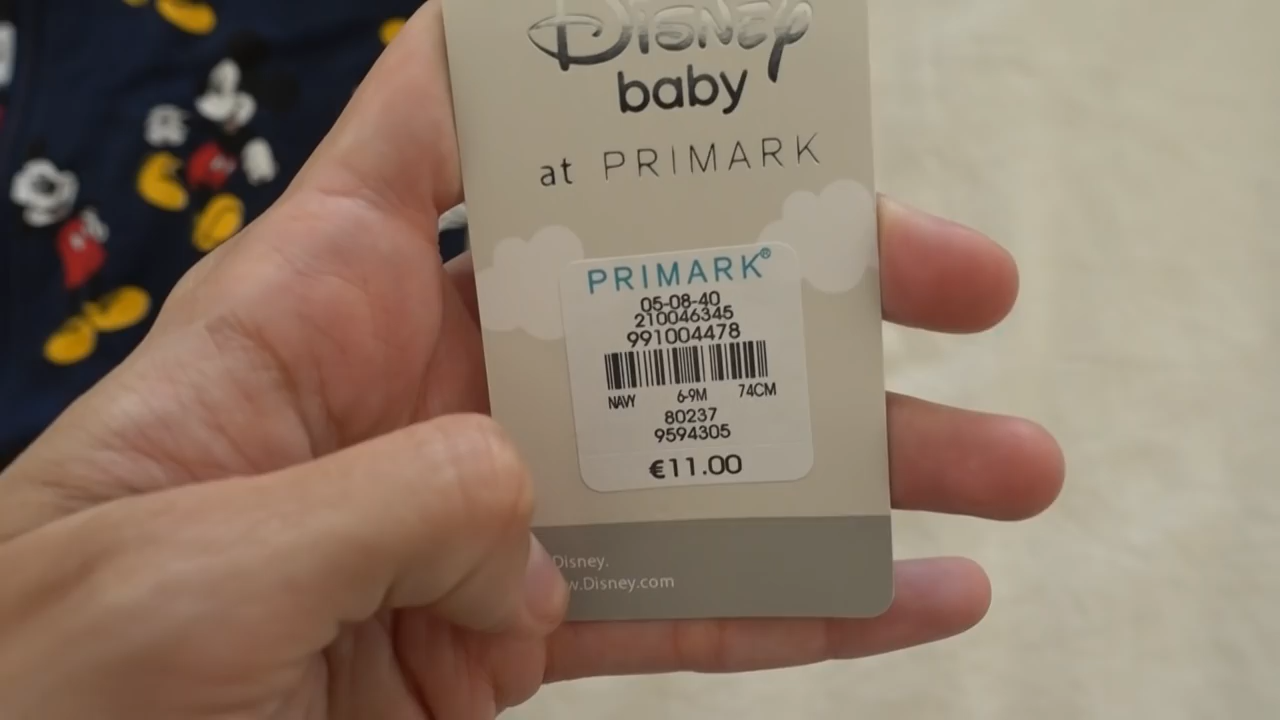 Disney
baby
at PRIMARK
PRIMARK®
05-08-40
210046345
991004478
NAVY 6-9M 74CM
80237
9594305
€11.00
Disney.
w.Disney.com